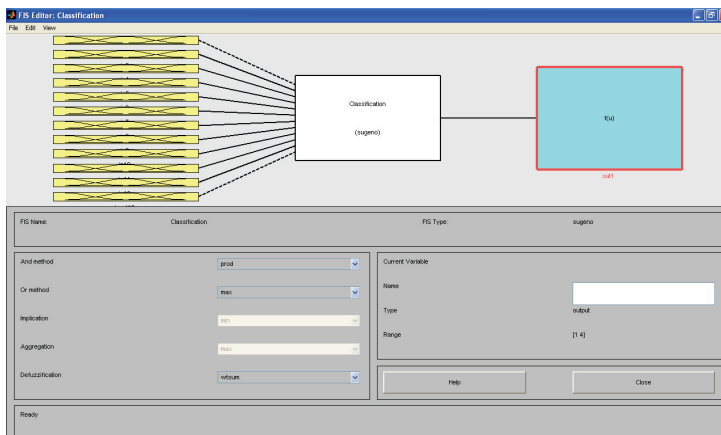 FIS Editor: Classification
File Edit View
Classification
(sugeno)
f(u)
out1
FIS Name: Classification FIS Type: sugeno
And method prod
Or method max
Implication min
Aggregation max
Defuzzification wtsum
Current Variable
Name
Type output
Range [1 4]
Help Close
Ready